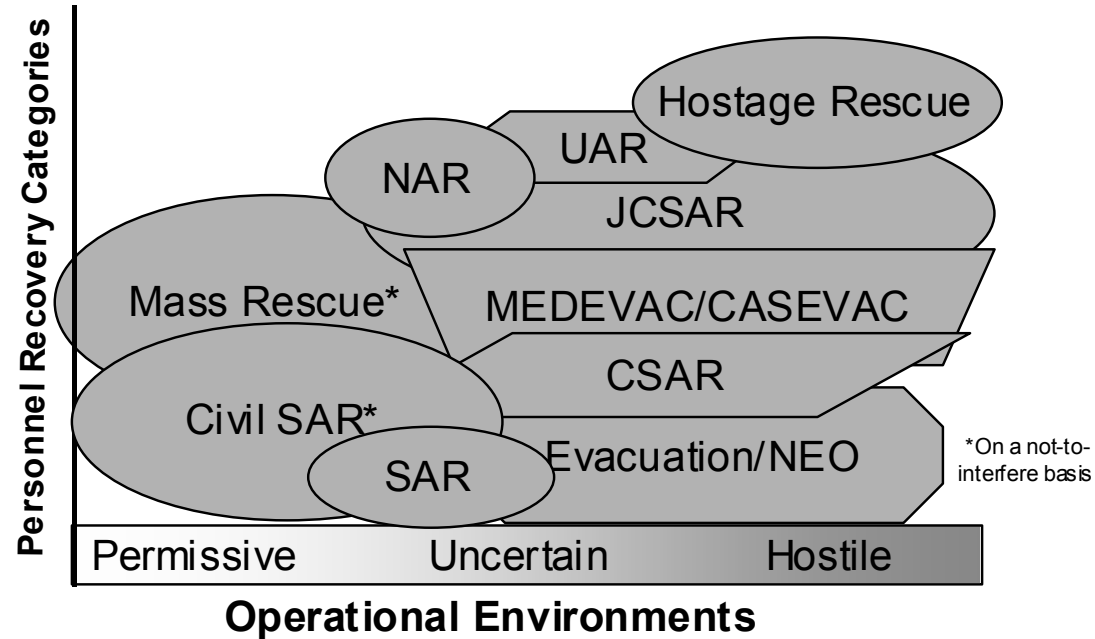 Personnel Recovery Categories
Hostage Rescue
UAR
NAR
JCSAR
Mass Rescue*
MEDEVAC/CASEVAC
CSAR
Civil SAR*
Evacuation/NEO
SAR
*On a not-to-
interfere basis
Permissive
Uncertain
Hostile
Operational Environments